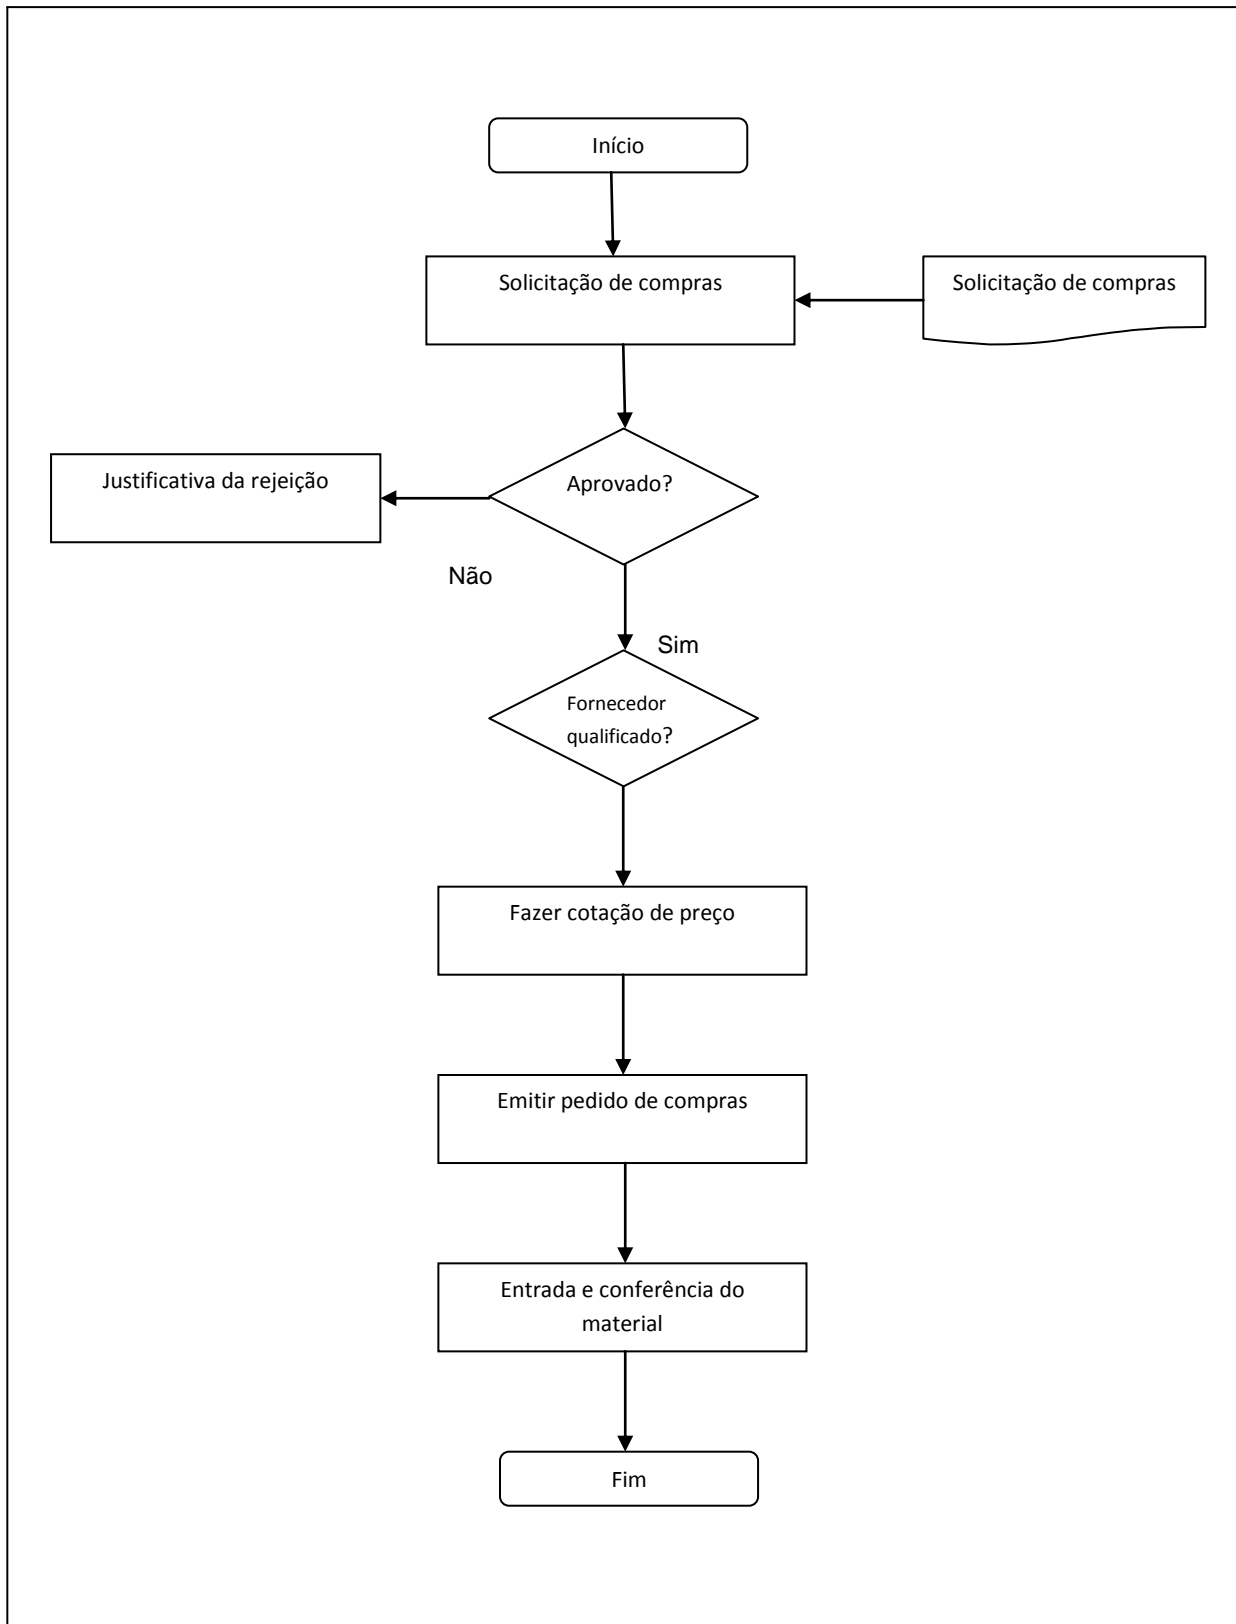 Início
Solicitação de compras
Solicitação de compras
Justificativa da rejeição
Aprovado?
Não
Sim
Fornecedor
qualificado?
Fazer cotação de preço
Emitir pedido de compras
Entrada e conferência do
material
Fim